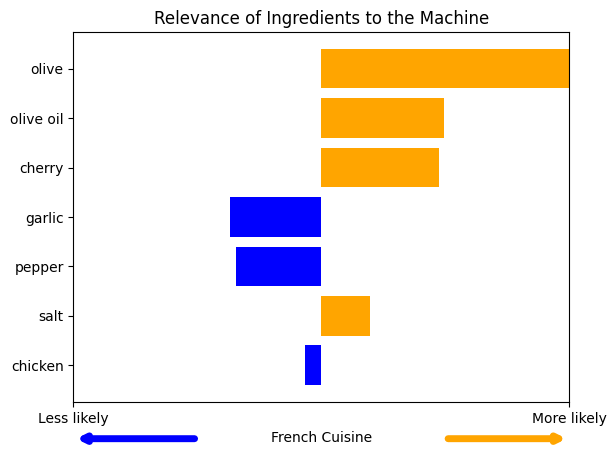 Relevance of Ingredients to the Machine
olive
olive oil
cherry
garlic
pepper
salt
chicken
Less likely
More likely
French Cuisine